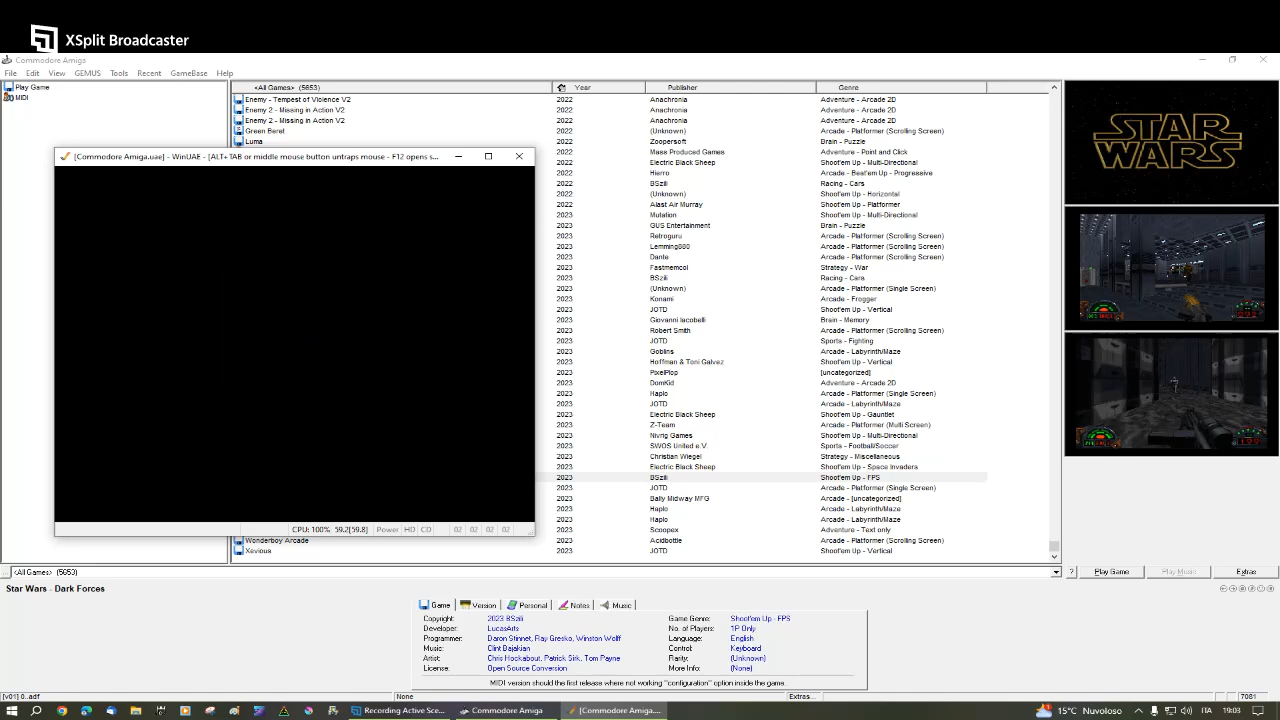 XSplit Broadcaster
Commodore Amiga
File Edit View GEMUS Tools Recent GameBase Help
Play Game
MIDI
<All Games> (5653) Year Publisher Genre
Enemy - Tempest of Violence V2 2022 Anachronia Adventure - Arcade 2D
Enemy 2 - Missing in Action V2 2022 Anachronia Adventure - Arcade 2D
Enemy 2 - Missing in Action V2 2022 Anachronia Adventure - Arcade 2D
Green Beret 2022 (Unknown) Arcade - Platformer (Scrolling Screen)
Luma 2022 Zoopersoft Brain - Puzzle
2022 Mass Produced Games Adventure - Point and Click
[Commodore Amiga.uae] - WinUAE - [ALT+TAB or middle mouse button untraps mouse - F12 opens s...
2022 Electric Black Sheep Shoot'em Up - Multi-Directional
2022 Hierro Arcade - Beat'em Up - Progressive
2022 BSzili Racing - Cars
2022 (Unknown) Shoot'em Up - Horizontal
2022 Alast Air Murray Shoot'em Up - Platformer
2023 Mutation Shoot'em Up - Multi-Directional
2023 GUS Entertainment Brain - Puzzle
2023 Retroguru Arcade - Platformer (Scrolling Screen)
2023 Lemming880 Arcade - Platformer (Scrolling Screen)
2023 Dante Arcade - Platformer (Scrolling Screen)
2023 Fastmemcol Strategy - War
2023 BSzili Racing - Cars
2023 (Unknown) Arcade - Platformer (Single Screen)
2023 Konami Arcade - Frogger
2023 JOTD Shoot'em Up - Vertical
2023 Giovanni Iacobelli Brain - Memory
2023 Robert Smith Arcade - Platformer (Scrolling Screen)
2023 JOTD Sports - Fighting
2023 Goblins Arcade - Labyrinth/Maze
2023 Hoffman & Toni Galvez Shoot'em Up - Vertical
2023 PixelPlop [uncategorized]
2023 DomKid Adventure - Arcade 2D
2023 Haplo Arcade - Platformer (Single Screen)
2023 JOTD Arcade - Labyrinth/Maze
2023 Electric Black Sheep Shoot'em Up - Gauntlet
2023 Z-Team Arcade - Platformer (Multi Screen)
2023 Nivrig Games Shoot'em Up - Multi-Directional
2023 SWOS United e.V. Sports - Football/Soccer
2023 Christian Wiegel Strategy - Miscellaneous
2023 Electric Black Sheep Shoot'em Up - Space Invaders
2023 BSzili Shoot'em Up - FPS
2023 JOTD Arcade - Platformer (Single Screen)
2023 Bally Midway MFG Arcade - [uncategorized]
2023 Haplo Arcade - Labyrinth/Maze
2023 Haplo Arcade - Labyrinth/Maze
2023 Scoopex Adventure - Text only
CPU: 100% 59.2[59.8] Power HD CD 02 02 02 02
Wonderboy Arcade 2023 Acidbottle Arcade - Platformer (Scrolling Screen)
Xevious 2023 JOTD Shoot'em Up - Vertical
STAR
WARS
... <All Games> (5653) ? Play Game Play Music Extras
Star Wars - Dark Forces
Game Version Personal Notes Music
Copyright: 2023 BSzili Game Genre: Shoot'em Up - FPS
Developer: LucasArts No. of Players: 1P Only
Programmer: Daron Stinnet, Ray Gresko, Winston Wolff Language: English
Music: Clint Bajakian Control: Keyboard
Artist: Chris Hockabout, Patrick Sirk, Tom Payne Rarity: (Unknown)
License: Open Source Conversion More Info: (None)
MIDI version should the first release where not working "configuration" option inside the game.
[v01] 0..adf None Extras... 7081
Recording Active Sce... Commodore Amiga [Commodore Amiga.... 15°C Nuvoloso ITA 19:03